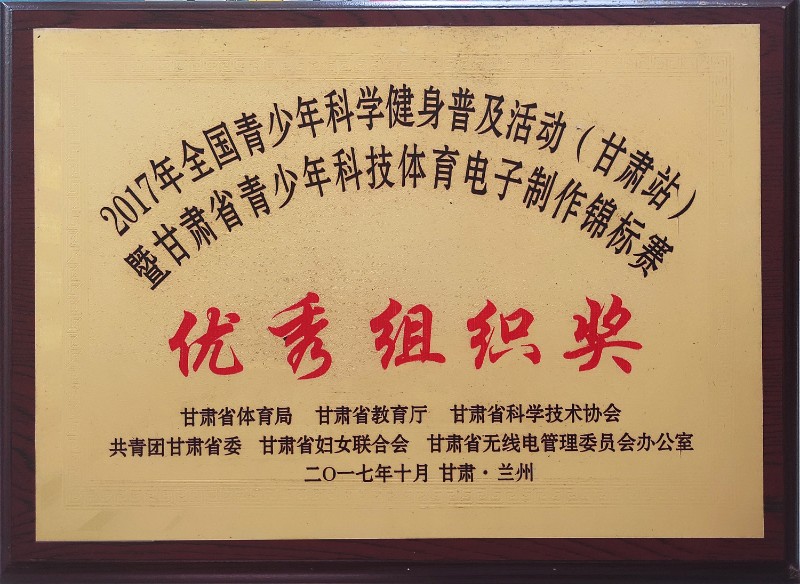 2017年全国青少年科学健身普及活动（甘肃站）
暨甘肃省青少年科技体育电子制作锦标赛
优秀组织奖
甘肃省体育局 甘肃省教育厅 甘肃省科学技术协会
共青团甘肃省委 甘肃省妇女联合会 甘肃省无线电管理委员会办公室
二〇一七年十月 甘肃·兰州